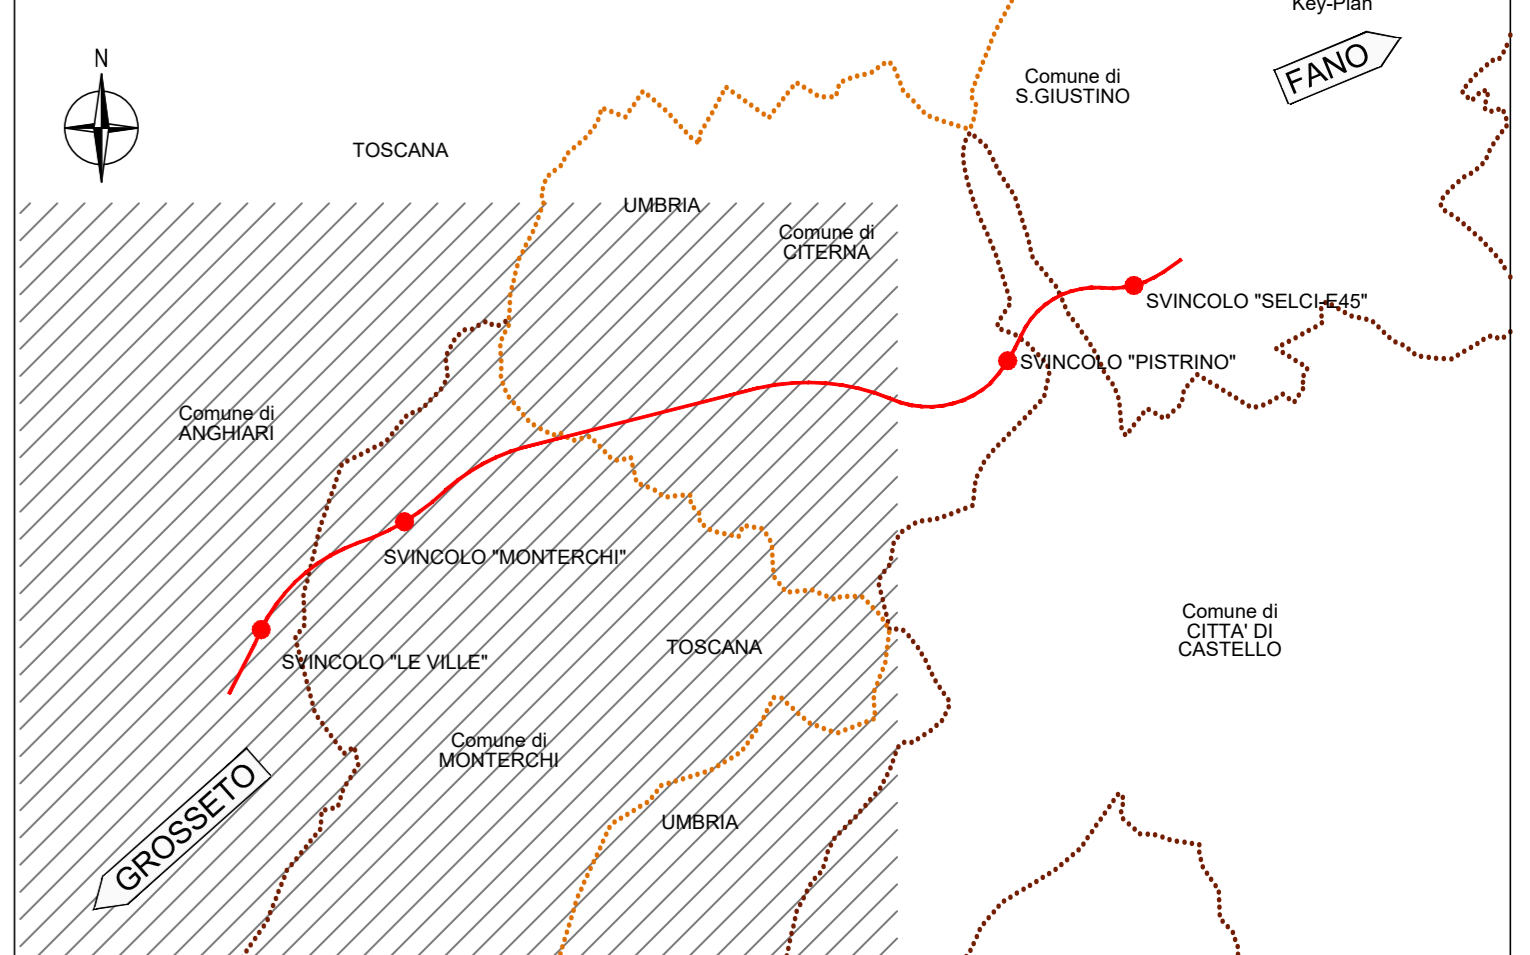 Key-Plan
N
FANO
Comune di
S.GIUSTINO
TOSCANA
UMBRIA
Comune di
CITERNA
SVINCOLO "SELCI-E45"
SVINCOLO "PISTRINO"
Comune di
ANGHIARI
SVINCOLO "MONTERCHI"
Comune di
CITTA' DI
CASTELLO
TOSCANA
SVINCOLO "LE VILLE"
Comune di
MONTERCHI
GROSSETO
UMBRIA